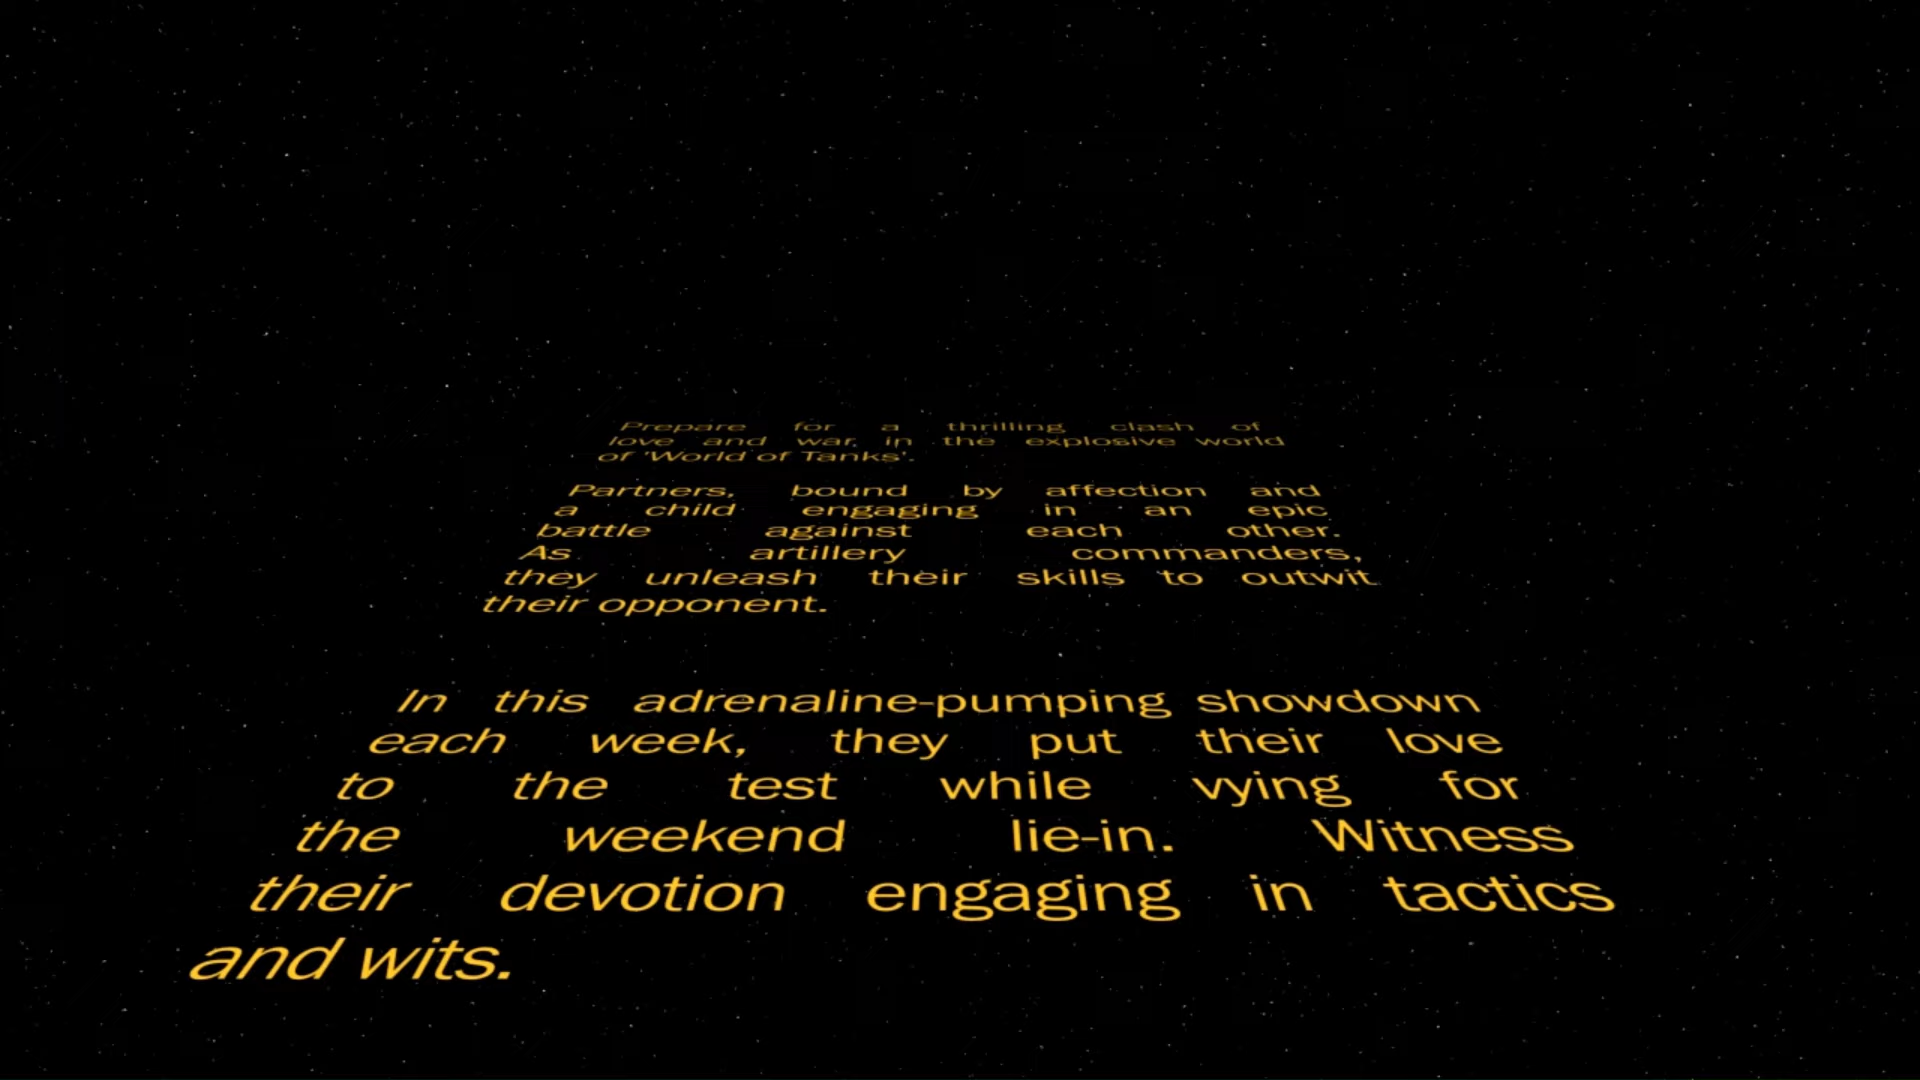 Prepare for a thrilling clash of
love and war in the explosive world
of 'World of Tanks'.
Partners, bound by affection and
a child engaging in an epic
battle against each other.
As artillery commanders,
they unleash their skills to outwit
their opponent.
In this adrenaline-pumping showdown
each week, they put their love
to the test while vying for
the weekend lie-in. Witness
their devotion engaging in tactics
and wits.